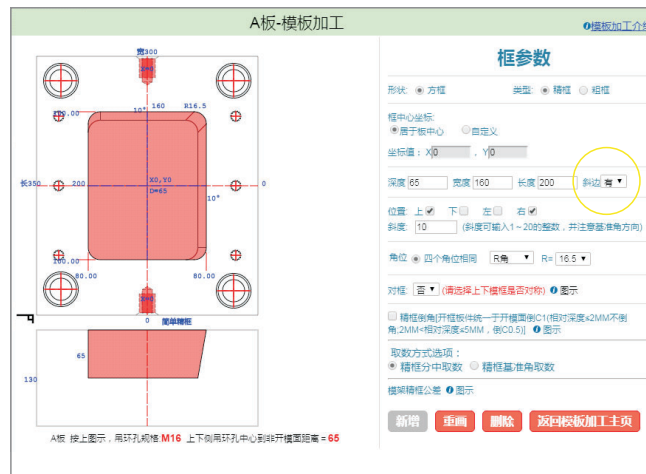 A板-模板加工
模板加工介绍
宽300
Z=0
160
R16.5
10°
100.00
长350
200
X0,Y0
D=65
0
10°
100.00
80.00
80.00
Z=0
0
简单精框
65
130
A板 按上图示，吊环孔规格:M16 上下侧吊环孔中心到非开模面距离 = 65
框参数
形状: 方框 类型: 精框 粗框
框中心坐标:
居于板中心 自定义
坐标值: X 0 , Y 0
深度 65 宽度 160 长度 200 斜边 有
位置: 上 下 左 右
斜度: 10 (斜度可输入1~20的整数，并注意基准角方向)
角位 四个角位相同 R角 R= 16.5
对框: 否 (请选择上下模框是否对称) 图示
精框倒角[开框板件统一于开模面倒C1(相对深度≤2MM不倒
角;2MM<相对深度≤5MM，倒C0.5)] 图示
取数方式选项：
精框分中取数 精框基准角取数
模架精框公差 图示
新增 重画 删除 返回模板加工主页